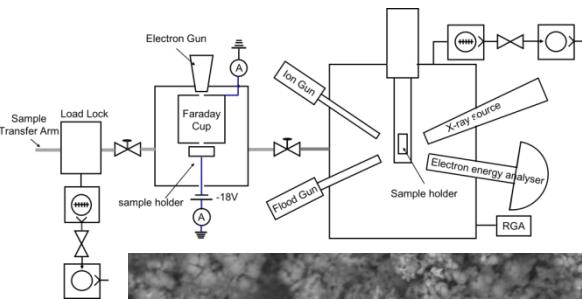 Electron Gun
A
Sample
Transfer Arm
Load Lock
Faraday
Cup
sample holder
-18V
A
Ion Gun
X-ray source
Electron energy analyser
Flood Gun
Sample holder
RGA